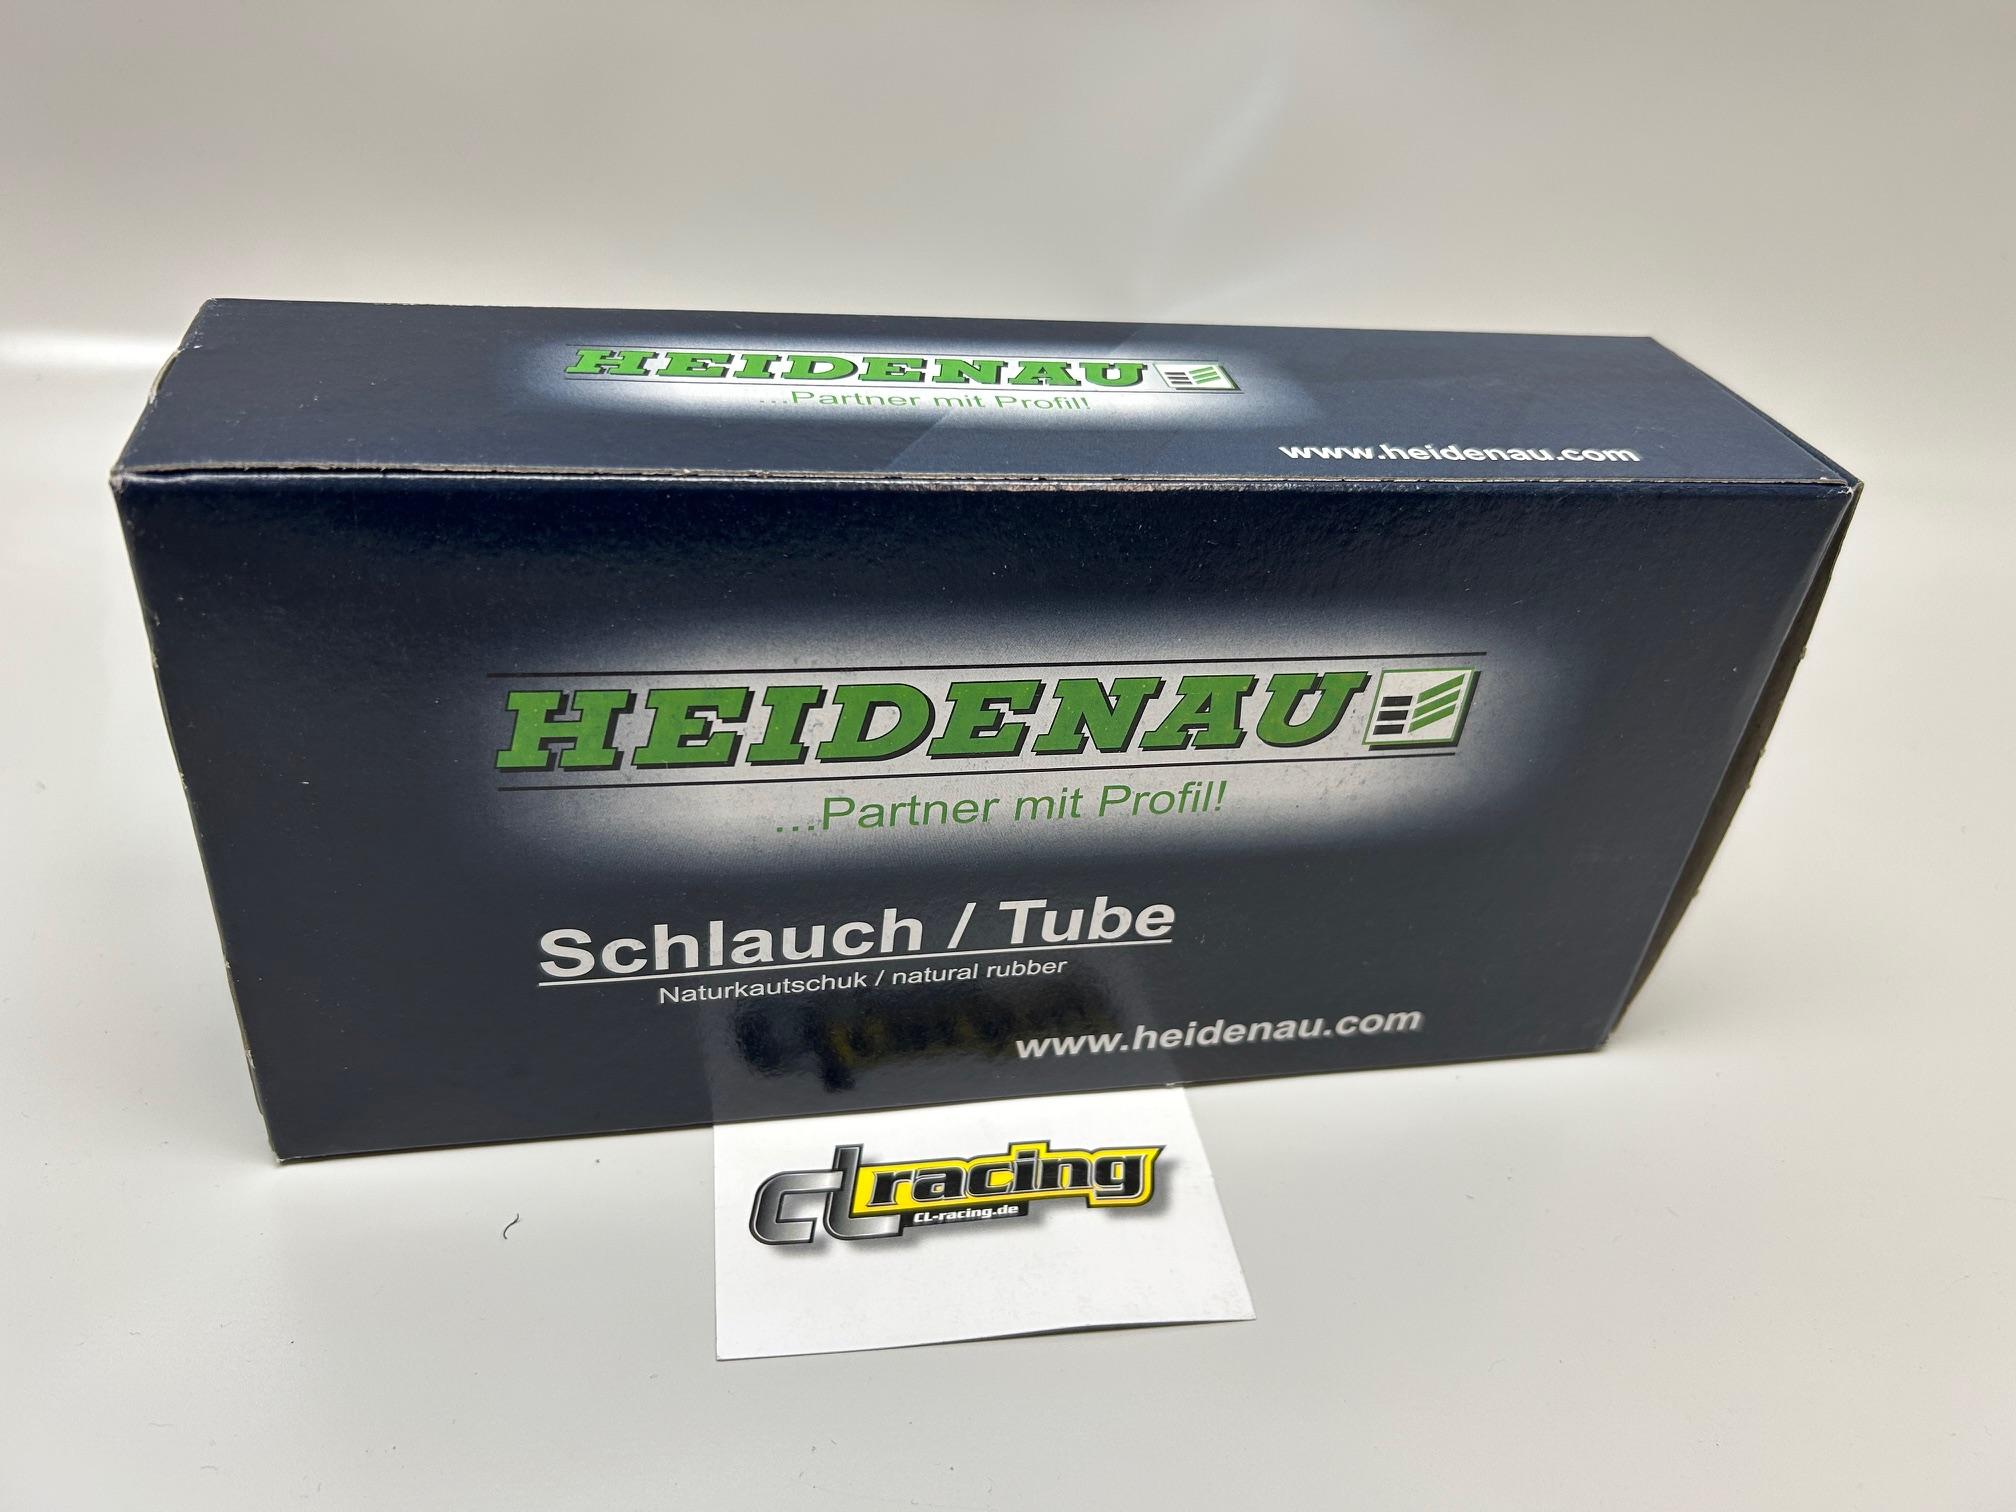 HEIDENAU
...Partner mit Profil!
www.heidenau.com
HEIDENAU
...Partner mit Profil!
Schlauch / Tube
Naturkautschuk / natural rubber
www.heidenau.com
CL racing
CL-racing.de